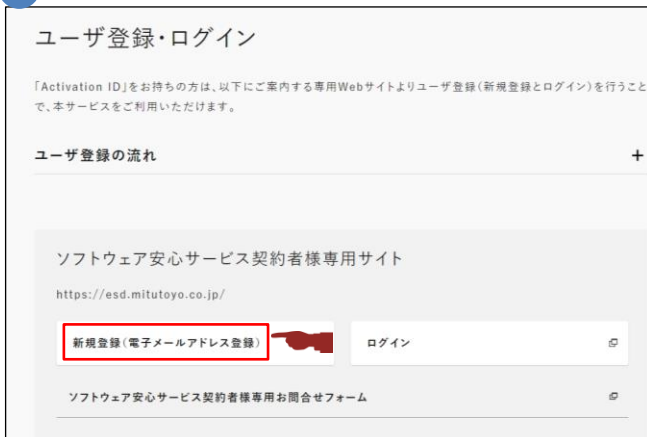 ユーザ登録・ログイン
「Activation ID」をお持ちの方は、以下にご案内する専用Webサイトよりユーザ登録(新規登録とログイン)を行うこと
で、本サービスをご利用いただけます。
ユーザ登録の流れ +
ソフトウェア安心サービス契約者様専用サイト
https://esd.mitutoyo.co.jp/
新規登録(電子メールアドレス登録) ログイン
ソフトウェア安心サービス契約者様専用お問合せフォーム